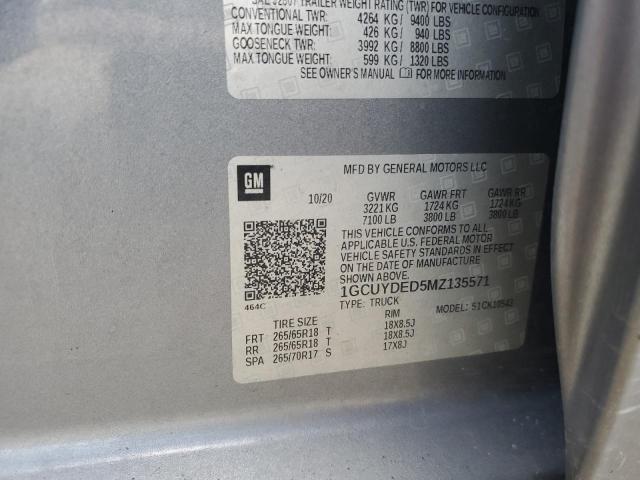 SAE J2807 TRAILER WEIGHT RATING (TWR) FOR VEHICLE CONFIGURATION
CONVENTIONAL TWR: 4264 KG/ 9400 LBS
MAX TONGUE WEIGHT: 426 KG/ 940 LBS
GOOSENECK TWR: 3992 KG/ 8800 LBS
MAX TONGUE WEIGHT: 599 KG/ 1320 LBS
SEE OWNER'S MANUAL FOR MORE INFORMATION
GM
MFD BY GENERAL MOTORS LLC
10/20 GVWR GAWR FRT GAWR RR
3221 KG 1724 KG 1724 KG
7100 LB 3800 LB 3800 LB
THIS VEHICLE CONFORMS TO ALL
APPLICABLE U.S. FEDERAL MOTOR
VEHICLE SAFETY STANDARDS IN EFFECT
ON THE DATE OF MANUFACTURE
SHOWN ABOVE.
1GCUYDED5MZ135571
464C
TYPE: TRUCK MODEL: 51CK10543
TIRE SIZE RIM
FRT 265/65R18 T 18X8.5J
RR 265/65R18 T 18X8.5J
SPA 265/70R17 S 17X8J